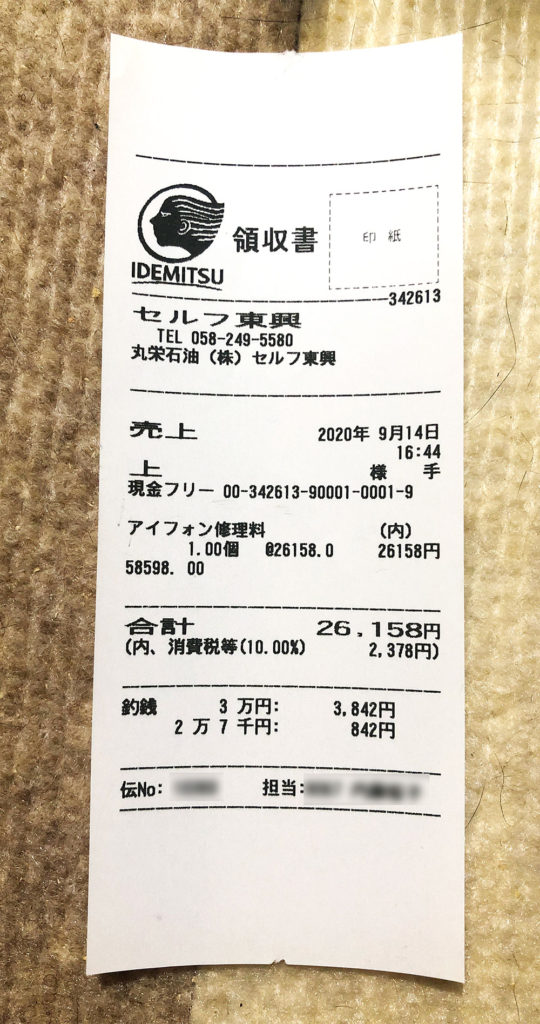 IDEMITSU
領収書
印 紙
342613
セルフ東興
TEL 058-249-5580
丸栄石油（株）セルフ東興
売上 2020年 9月14日
16:44
上 様 手
現金フリー 00-342613-90001-0001-9
アイフォン修理料 (内)
1.00個 @26158.0 26158円
58598. 00
合計 26,158円
(内、消費税等(10.00%) 2,378円)
釣銭 3 万円: 3,842円
2 万 7 千円: 842円
伝No: 担当: